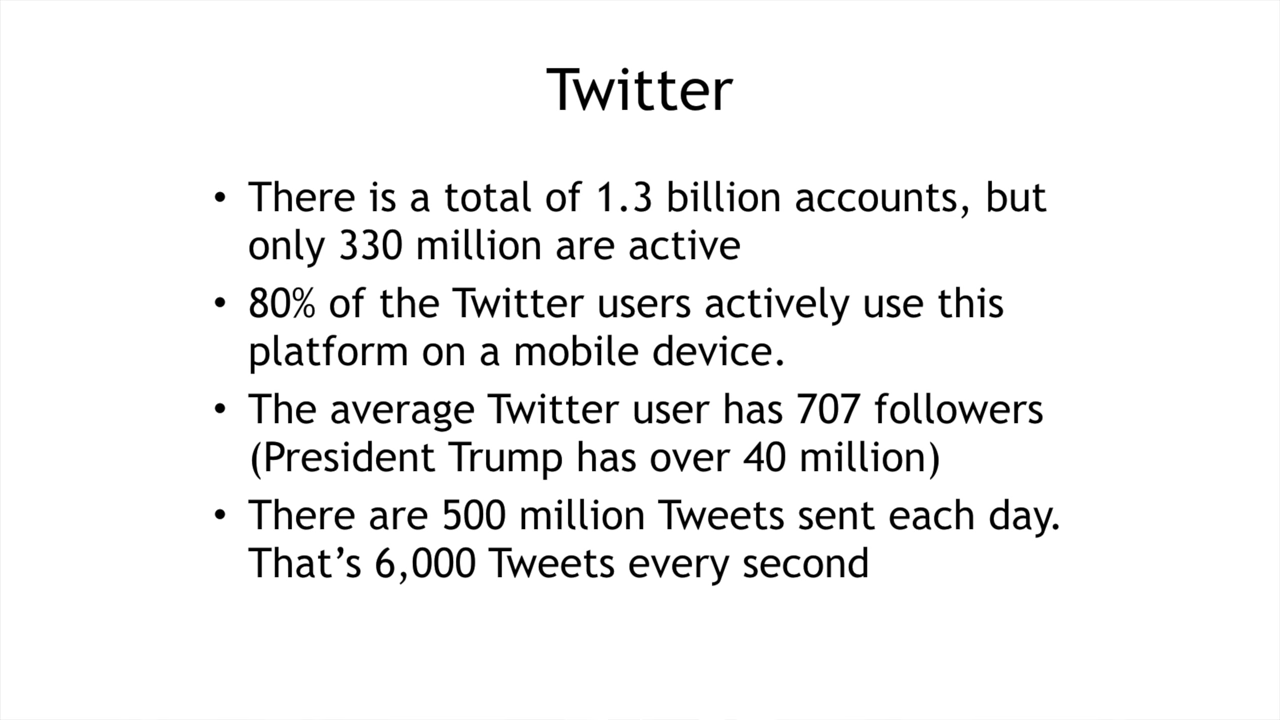 Twitter
• There is a total of 1.3 billion accounts, but
only 330 million are active
• 80% of the Twitter users actively use this
platform on a mobile device.
• The average Twitter user has 707 followers
(President Trump has over 40 million)
• There are 500 million Tweets sent each day.
That’s 6,000 Tweets every second